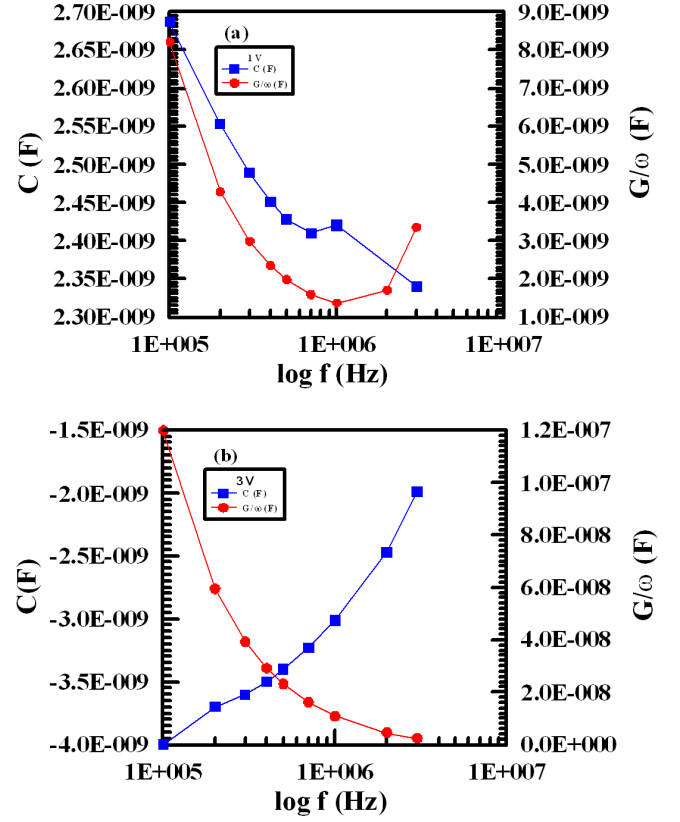 2.70E-009
9.0E-009
(a)
2.65E-009
8.0E-009
1 V
C (F)
G/ω (F)
2.60E-009
7.0E-009
2.55E-009
6.0E-009
2.50E-009
5.0E-009
C (F)
G/ω (F)
2.45E-009
4.0E-009
2.40E-009
3.0E-009
2.35E-009
2.0E-009
2.30E-009
1.0E-009
1E+005
1E+006
1E+007
log f (Hz)
-1.5E-009
1.2E-007
(b)
3 V
C (F)
G/ω (F)
-2.0E-009
1.0E-007
-2.5E-009
8.0E-008
C(F)
G/ω (F)
-3.0E-009
6.0E-008
4.0E-008
-3.5E-009
2.0E-008
-4.0E-009
0.0E+000
1E+005
1E+006
1E+007
log f (Hz)